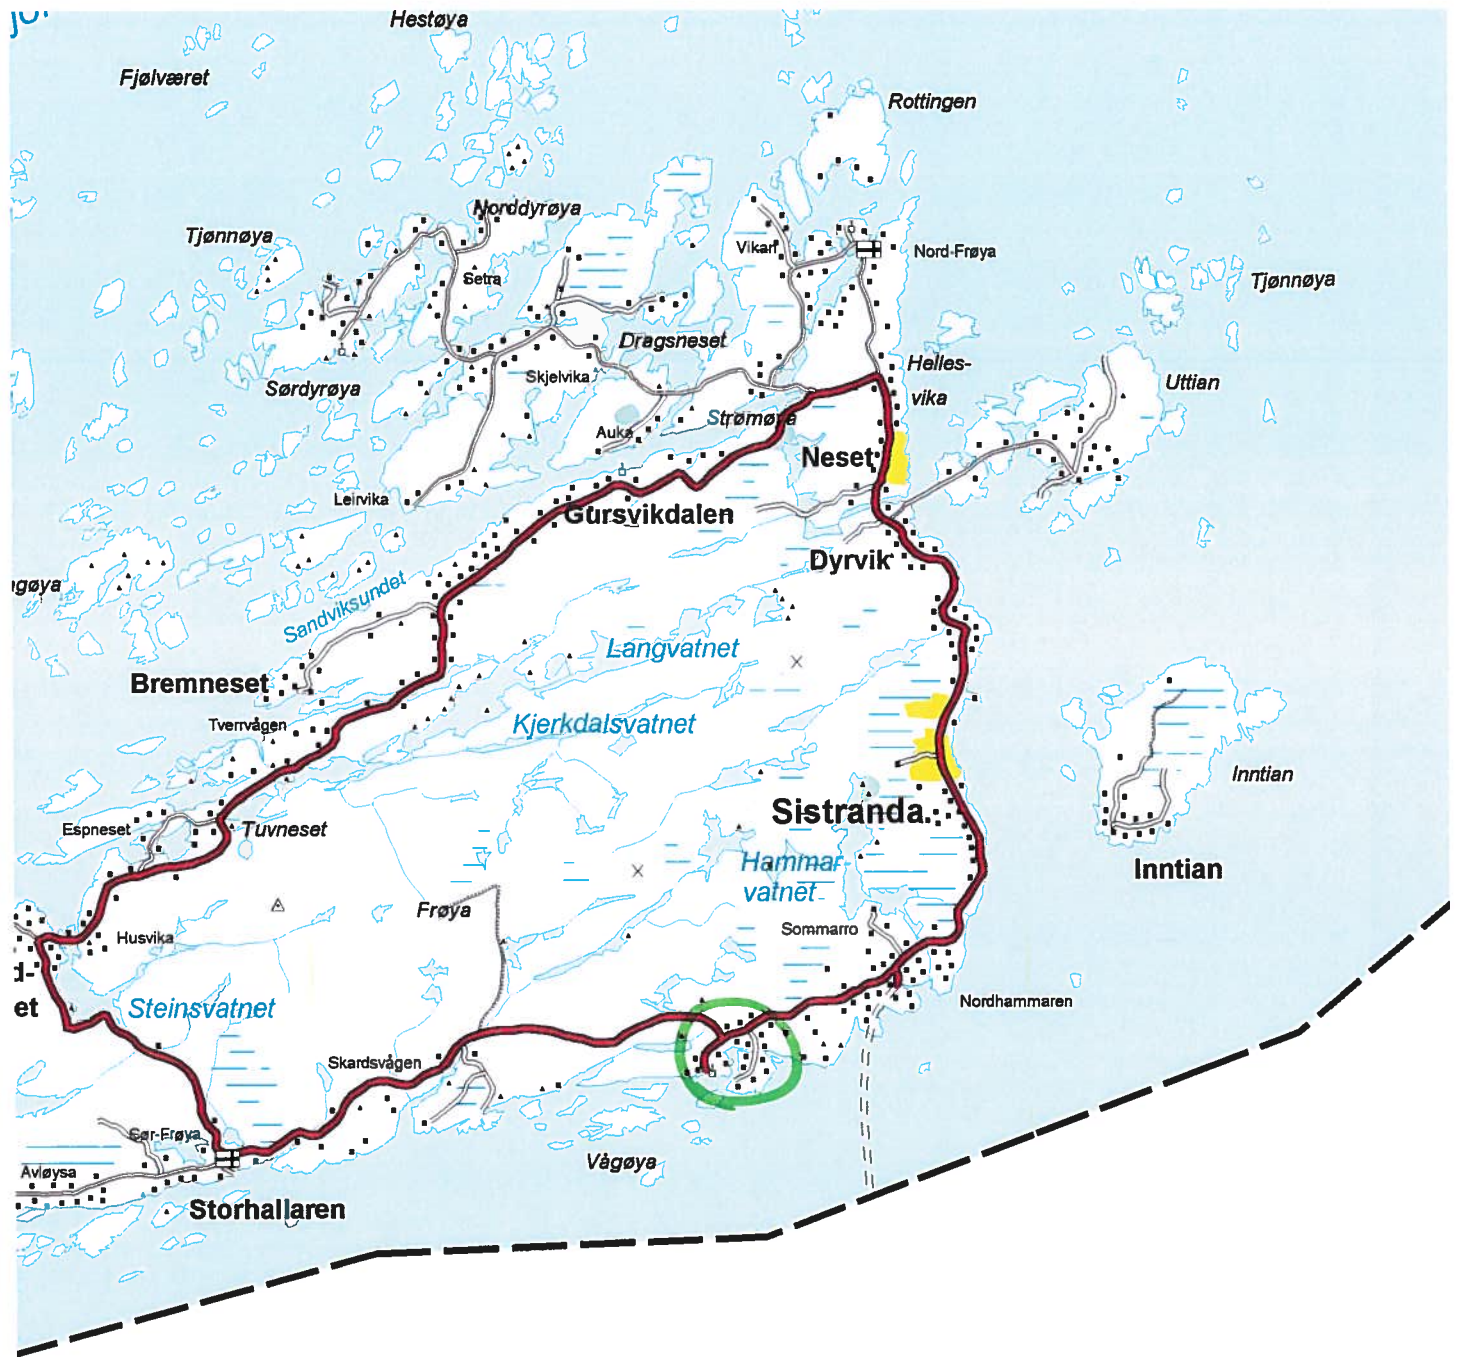 Hestøya
Fjølværet
Rottingen
Norddyrøya
Tjønnøya
Vikan
Nord-Frøya
Setra
Tjønnøya
Dragsneset
Helles-
vika
Skjelvika
Sørdyrøya
Uttian
Strømøya
Auka
Neset
Leirvika
Gursvikdalen
Dyrvik
Sandviksundet
Langvatnet
Bremneset
Tverrvågen
Kjerkdalsvatnet
Inntian
Sistranda
Espneset
Tuvneset
Hammar-
vatnet
Inntian
Frøya
Sommarro
Husvika
d-
et
Steinsvatnet
Nordhammaren
Skardsvågen
Sør-Frøya
Vågøya
Avløysa
Storhallaren